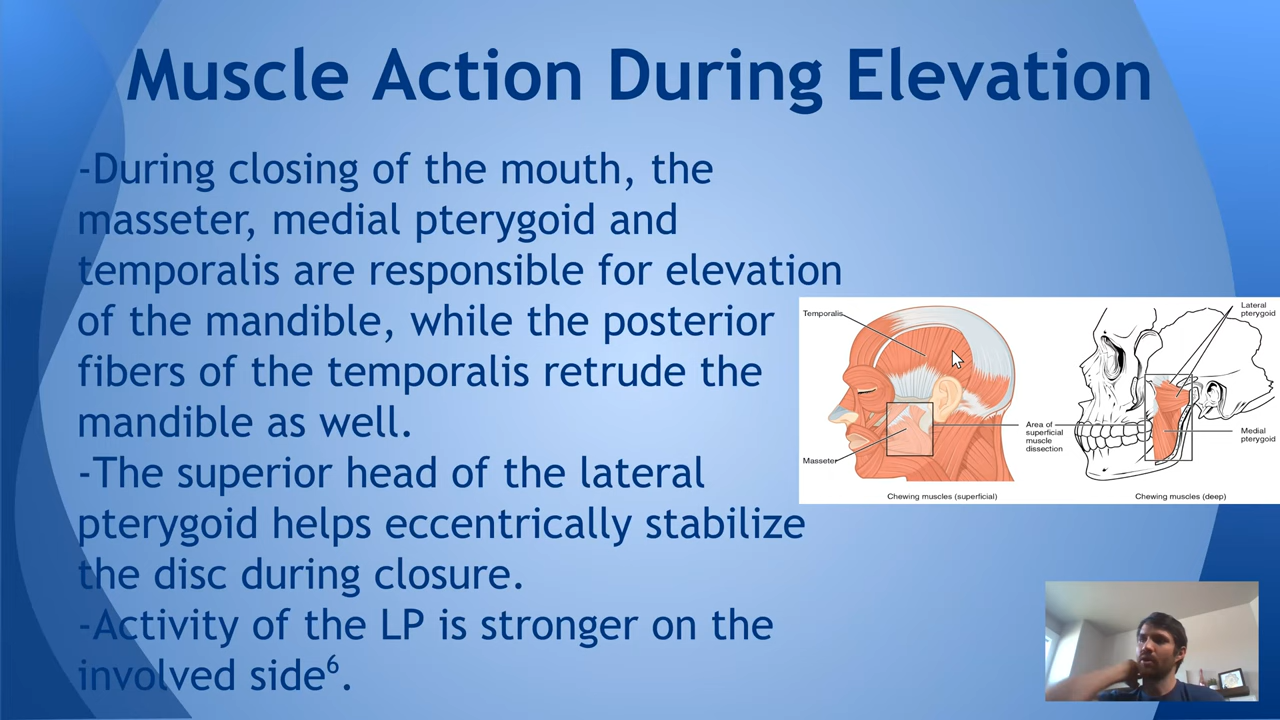 Muscle Action During Elevation
-During closing of the mouth, the
masseter, medial pterygoid and
temporalis are responsible for elevation
of the mandible, while the posterior
fibers of the temporalis retrude the
mandible as well.
-The superior head of the lateral
pterygoid helps eccentrically stabilize
the disc during closure.
-Activity of the LP is stronger on the
involved side⁶.
Temporalis
Masseter
Chewing muscles (superficial)
Area of
superficial
muscle
dissection
Lateral
pterygoid
Medial
pterygoid
Chewing muscles (deep)